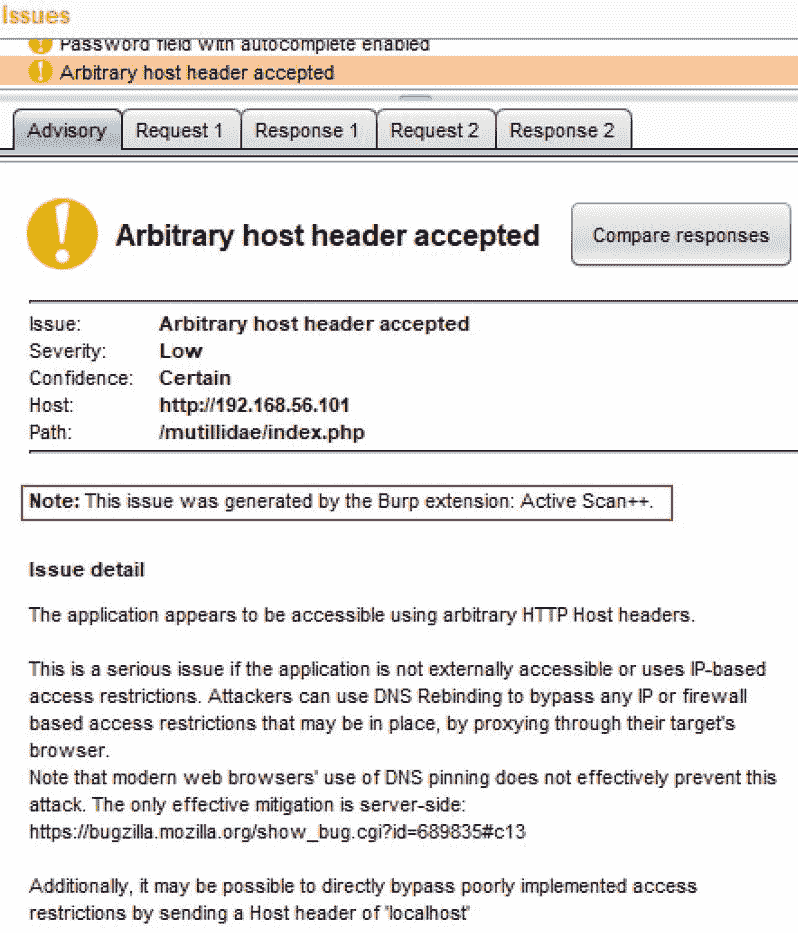 Issues
Password field with autocomplete enabled
Arbitrary host header accepted
Advisory
Request 1
Response 1
Request 2
Response 2
Arbitrary host header accepted
Compare responses
Issue: Arbitrary host header accepted
Severity: Low
Confidence: Certain
Host: http://192.168.56.101
Path: /mutillidae/index.php
Note: This issue was generated by the Burp extension: Active Scan++.
Issue detail
The application appears to be accessible using arbitrary HTTP Host headers.
This is a serious issue if the application is not externally accessible or uses IP-based
access restrictions. Attackers can use DNS Rebinding to bypass any IP or firewall
based access restrictions that may be in place, by proxying through their target's
browser.
Note that modern web browsers' use of DNS pinning does not effectively prevent this
attack. The only effective mitigation is server-side:
https://bugzilla.mozilla.org/show_bug.cgi?id=689835#c13
Additionally, it may be possible to directly bypass poorly implemented access
restrictions by sending a Host header of 'localhost'